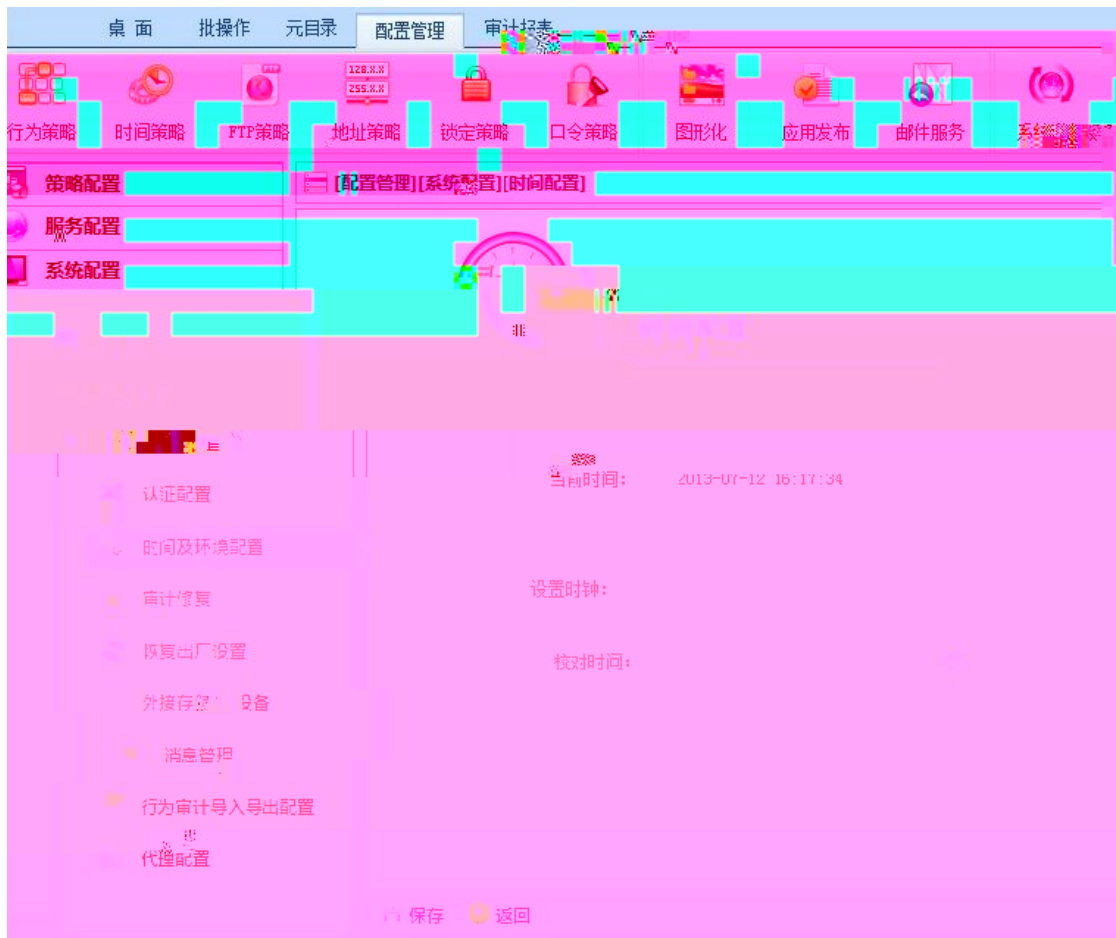 桌 面 批操作 元目录 配置管理 审计报表
128.X.X
255.X.X
FTP
行为策略 时间策略 FTP策略 地址策略 锁定策略 口令策略 图形化 应用发布 邮件服务
策略配置
[配置管理][系统配置][时间配置]
服务配置
系统配置
当前时间: 2013-07-12 16:17:34
认证配置
时间及环境配置
设置时钟:
审计修复
恢复出厂设置
校对时间:
外接存 设备
消息管理
行为审计导入导出配置
代理配置
保存 返回